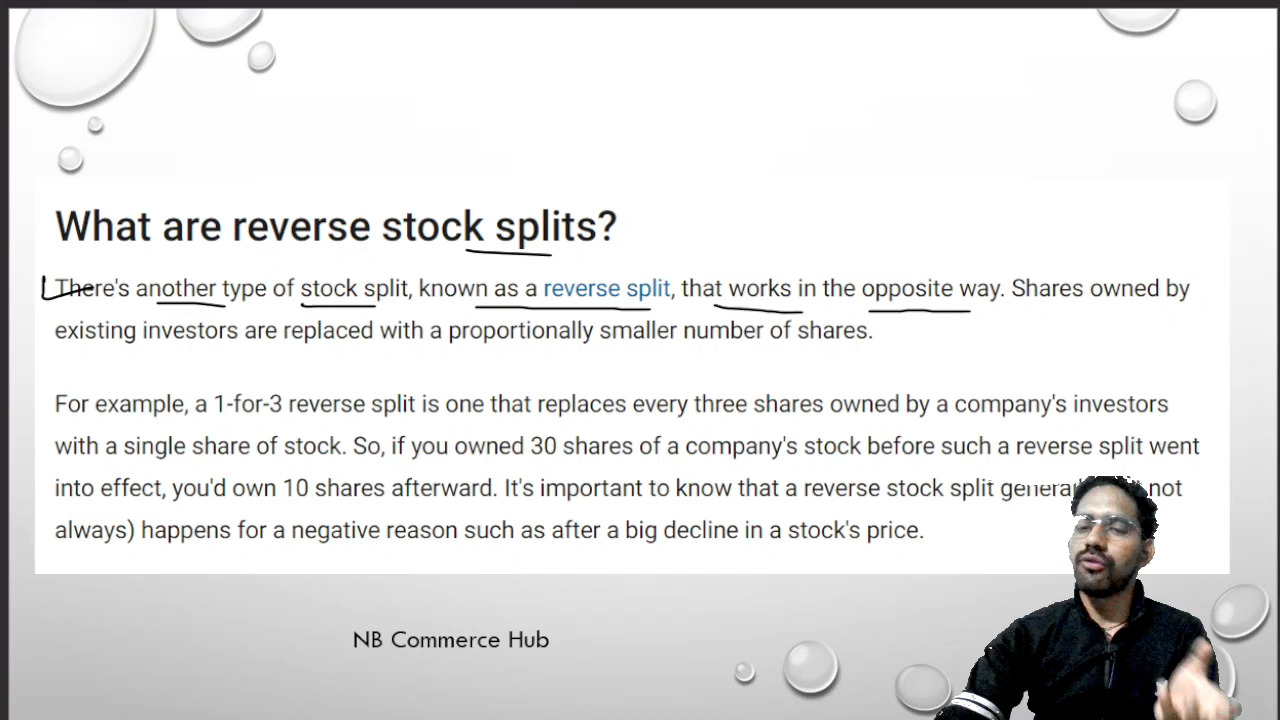 What are reverse stock splits?
There's another type of stock split, known as a reverse split, that works in the opposite way. Shares owned by
existing investors are replaced with a proportionally smaller number of shares.
For example, a 1-for-3 reverse split is one that replaces every three shares owned by a company's investors
with a single share of stock. So, if you owned 30 shares of a company's stock before such a reverse split went
into effect, you'd own 10 shares afterward. It's important to know that a reverse stock split not
always) happens for a negative reason such as after a big decline in a stock's price.
NB Commerce Hub